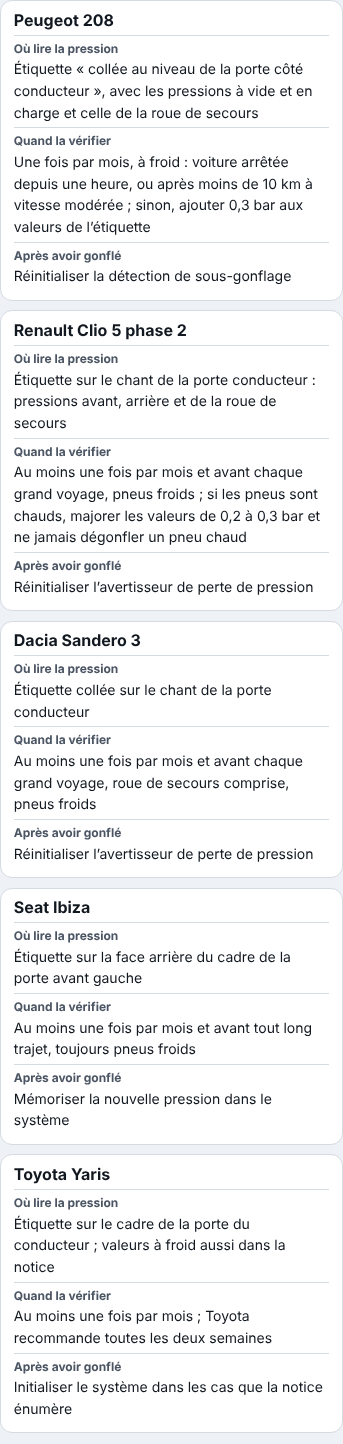 Peugeot 208
Où lire la pression
Étiquette « collée au niveau de la porte côté
conducteur », avec les pressions à vide et en
charge et celle de la roue de secours
Quand la vérifier
Une fois par mois, à froid : voiture arrêtée
depuis une heure, ou après moins de 10 km à
vitesse modérée ; sinon, ajouter 0,3 bar aux
valeurs de l’étiquette
Après avoir gonflé
Réinitialiser la détection de sous-gonflage
Renault Clio 5 phase 2
Où lire la pression
Étiquette sur le chant de la porte conducteur :
pressions avant, arrière et de la roue de
secours
Quand la vérifier
Au moins une fois par mois et avant chaque
grand voyage, pneus froids ; si les pneus sont
chauds, majorer les valeurs de 0,2 à 0,3 bar et
ne jamais dégonfler un pneu chaud
Après avoir gonflé
Réinitialiser l’avertisseur de perte de pression
Dacia Sandero 3
Où lire la pression
Étiquette collée sur le chant de la porte
conducteur
Quand la vérifier
Au moins une fois par mois et avant chaque
grand voyage, roue de secours comprise,
pneus froids
Après avoir gonflé
Réinitialiser l’avertisseur de perte de pression
Seat Ibiza
Où lire la pression
Étiquette sur la face arrière du cadre de la
porte avant gauche
Quand la vérifier
Au moins une fois par mois et avant tout long
trajet, toujours pneus froids
Après avoir gonflé
Mémoriser la nouvelle pression dans le
système
Toyota Yaris
Où lire la pression
Étiquette sur le cadre de la porte du
conducteur ; valeurs à froid aussi dans la
notice
Quand la vérifier
Au moins une fois par mois ; Toyota
recommande toutes les deux semaines
Après avoir gonflé
Initialiser le système dans les cas que la notice
énumère